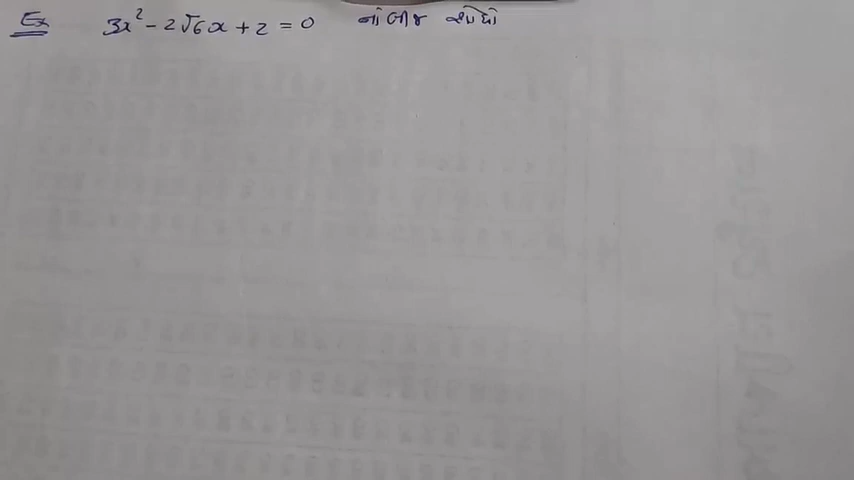 Ex 3x² - 2√6x + 2 = 0 નાં બીજ શોધો